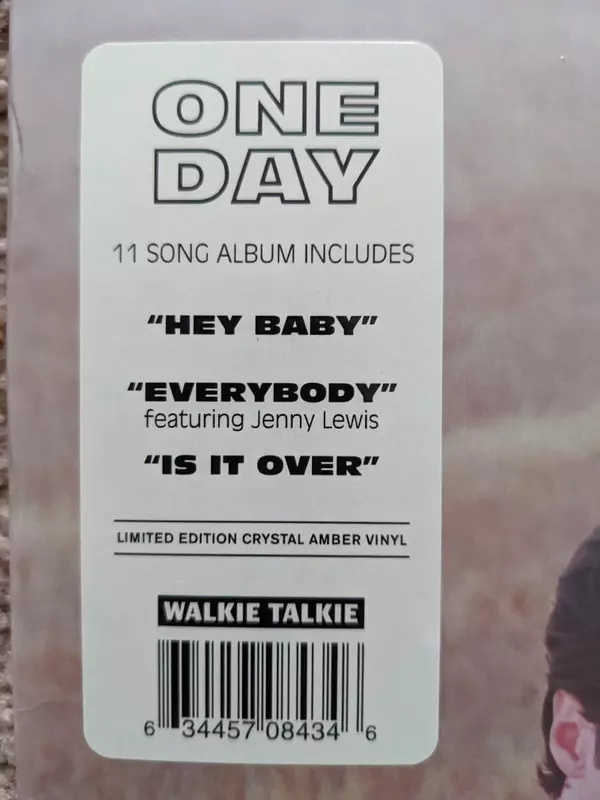 ONE
DAY
11 SONG ALBUM INCLUDES
“HEY BABY”
“EVERYBODY”
featuring Jenny Lewis
“IS IT OVER”
LIMITED EDITION CRYSTAL AMBER VINYL
WALKIE TALKIE
6 34457 08434 6